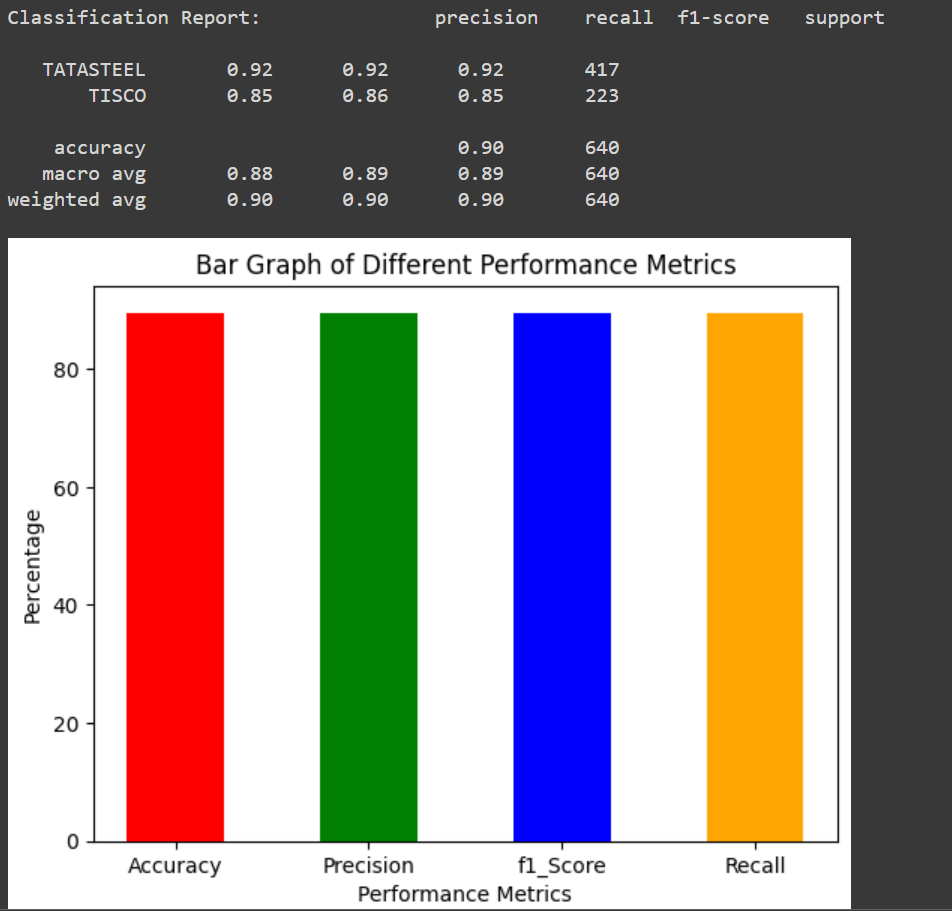 Classification Report: precision recall f1-score support
TATASTEEL 0.92 0.92 0.92 417
TISCO 0.85 0.86 0.85 223
accuracy 0.90 640
macro avg 0.88 0.89 0.89 640
weighted avg 0.90 0.90 0.90 640
Bar Graph of Different Performance Metrics
Percentage
80
60
40
20
0
Accuracy Precision f1_Score Recall
Performance Metrics